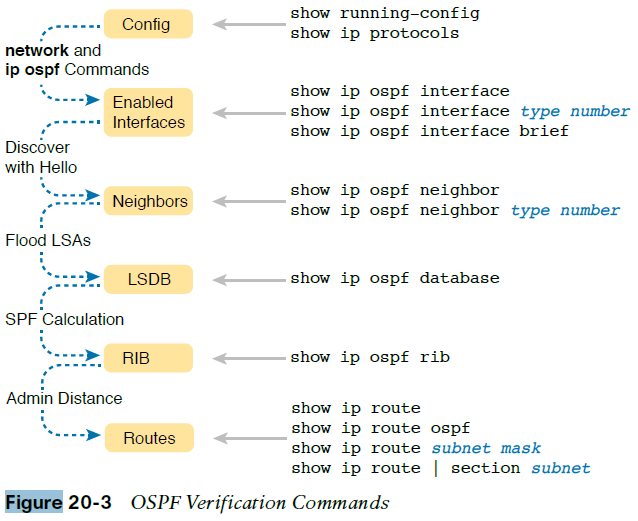 Config
show running-config
show ip protocols
network and
ip ospf Commands
Enabled
Interfaces
show ip ospf interface
show ip ospf interface type number
show ip ospf interface brief
Discover
with Hello
Neighbors
show ip ospf neighbor
show ip ospf neighbor type number
Flood LSAs
LSDB
show ip ospf database
SPF Calculation
RIB
show ip ospf rib
Admin Distance
Routes
show ip route
show ip route ospf
show ip route subnet mask
show ip route | section subnet
Figure 20-3 OSPF Verification Commands